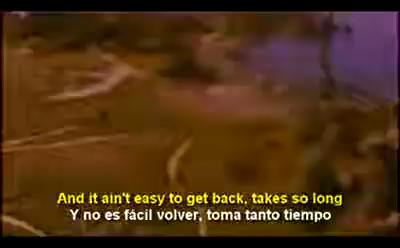 And it ain't easy to get back, takes so long
Y no es fácil volver, toma tanto tiempo